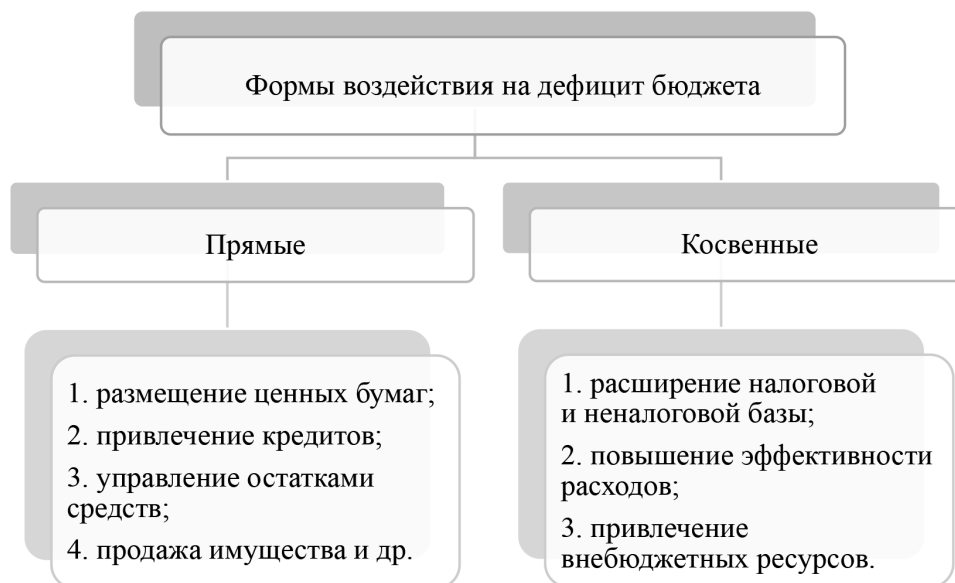 Формы воздействия на дефицит бюджета
Прямые
Косвенные
1. размещение ценных бумаг;
2. привлечение кредитов;
3. управление остатками
средств;
4. продажа имущества и др.
1. расширение налоговой
и неналоговой базы;
2. повышение эффективности
расходов;
3. привлечение
внебюджетных ресурсов.